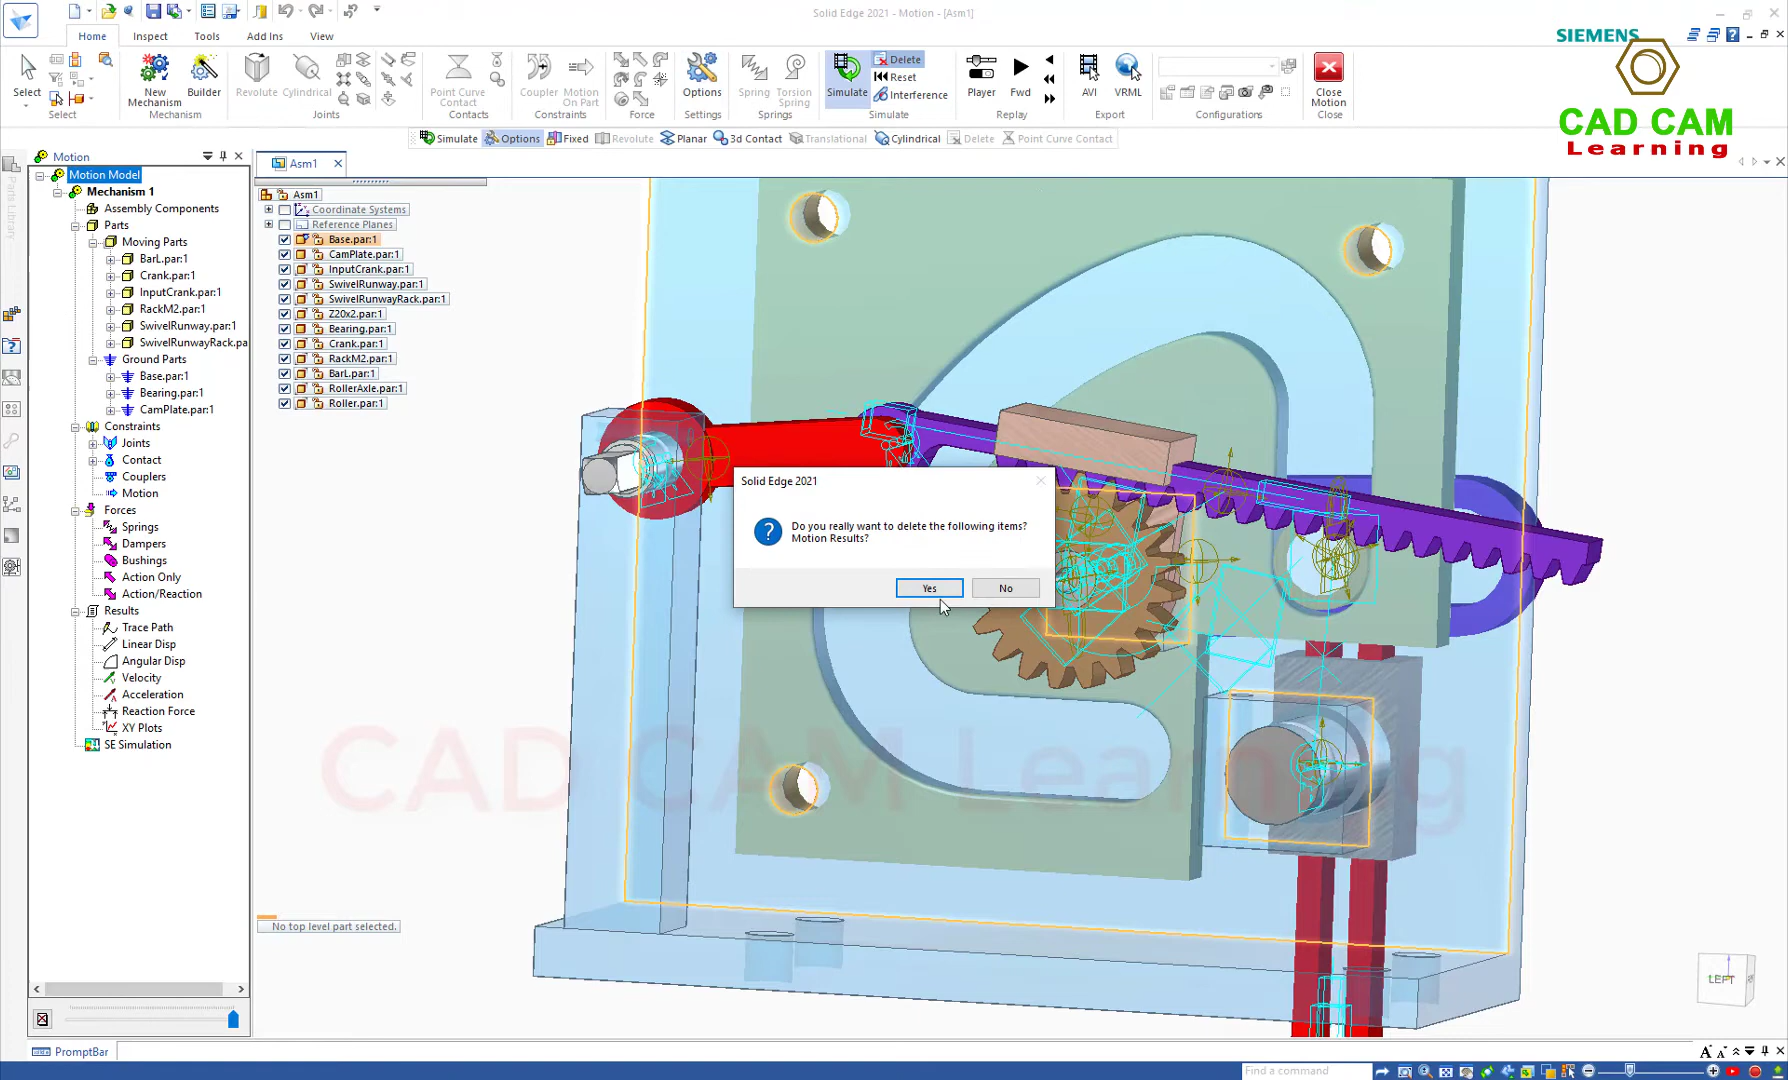 Solid Edge 2021 - Motion - [Asm1]
Home
Inspect
Tools
Add Ins
View
SIEMENS
CAD CAM
Learning
Select
New Mechanism
Builder
Revolute
Cylindrical
Point Curve Contact
Coupler
Motion On Part
Options
Spring
Torsion Spring
Simulate
Delete
Reset
Interference
Player
Fwd
AVI
VRML
Close Motion
Select
Mechanism
Joints
Contacts
Constraints
Force
Settings
Springs
Simulate
Replay
Export
Configurations
Close
Simulate
Options
Fixed
Revolute
Planar
3d Contact
Translational
Cylindrical
Delete
Point Curve Contact
Motion
Motion Model
Mechanism 1
Assembly Components
Parts
Moving Parts
BarL.par:1
Crank.par:1
InputCrank.par:1
RackM2.par:1
SwivelRunway.par:1
SwivelRunwayRack.pa
Ground Parts
Base.par:1
Bearing.par:1
CamPlate.par:1
Constraints
Joints
Contact
Couplers
Motion
Forces
Springs
Dampers
Bushings
Action Only
Action/Reaction
Results
Trace Path
Linear Disp
Angular Disp
Velocity
Acceleration
Reaction Force
XY Plots
SE Simulation
Parts Library
Asm1
Asm1
Coordinate Systems
Reference Planes
Base.par:1
CamPlate.par:1
InputCrank.par:1
SwivelRunway.par:1
SwivelRunwayRack.par:1
Z20x2.par:1
Bearing.par:1
Crank.par:1
RackM2.par:1
BarL.par:1
RollerAxle.par:1
Roller.par:1
No top level part selected.
Solid Edge 2021
Do you really want to delete the following items?
Motion Results?
Yes
No
CAD CAM Learning
LEFT
PromptBar
Find a command